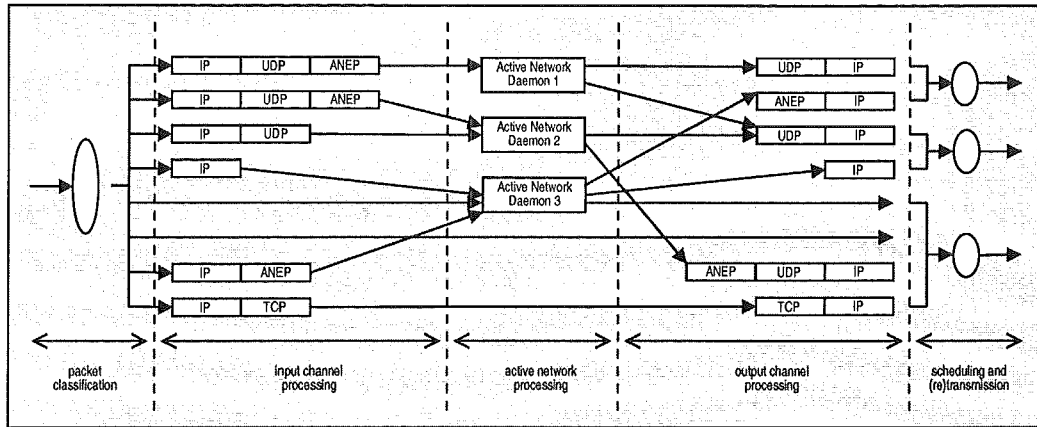 IP UDP ANEP
Active Network
Daemon 1
UDP IP
IP UDP ANEP
ANEP IP
IP UDP
Active Network
Daemon 2
UDP IP
IP
Active Network
Daemon 3
IP
IP ANEP
ANEP UDP IP
IP TCP
TCP IP
packet
classification
input channel
processing
active network
processing
output channel
processing
scheduling and
(re)transmission